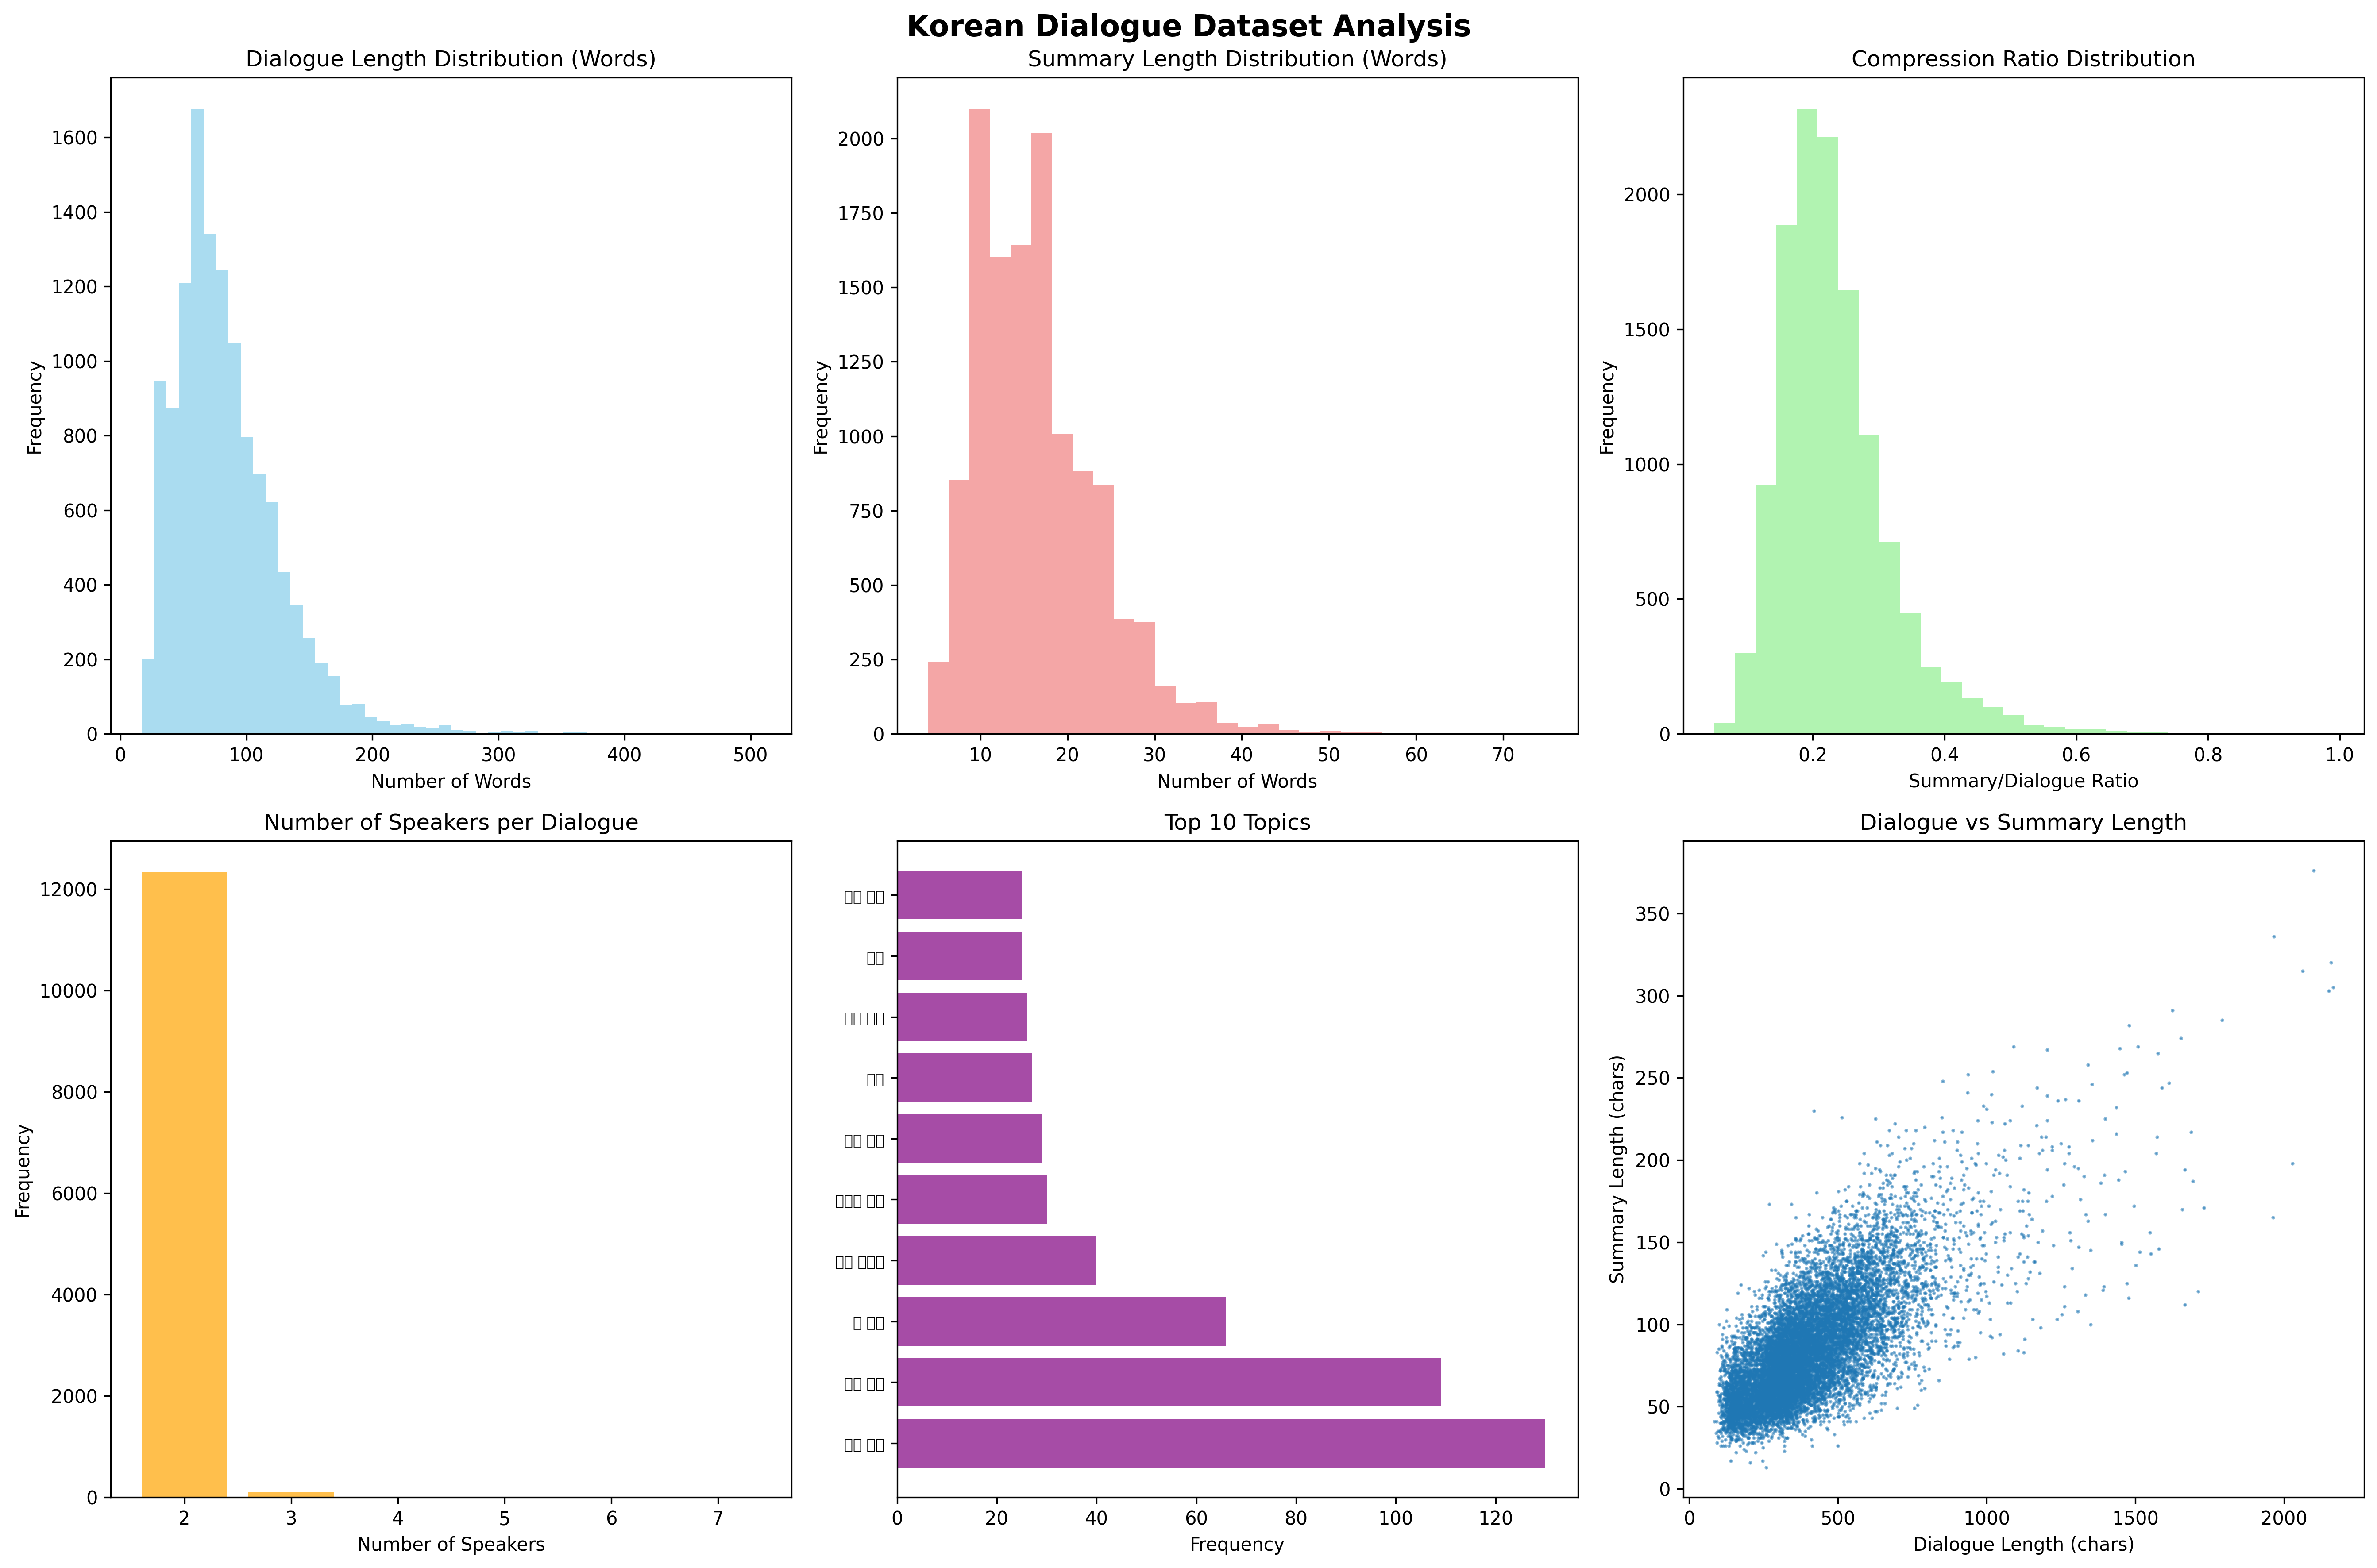 Korean Dialogue Dataset Analysis
Dialogue Length Distribution (Words)
1600
1400
1200
1000
800
600
400
200
0
Frequency
0 100 200 300 400 500
Number of Words
Summary Length Distribution (Words)
2000
1750
1500
1250
1000
750
500
250
0
Frequency
10 20 30 40 50 60 70
Number of Words
Compression Ratio Distribution
2000
1500
1000
500
0
Frequency
0.2 0.4 0.6 0.8 1.0
Summary/Dialogue Ratio
Number of Speakers per Dialogue
12000
10000
8000
6000
4000
2000
0
Frequency
2 3 4 5 6 7
Number of Speakers
Top 10 Topics
0 20 40 60 80 100 120
Frequency
Dialogue vs Summary Length
350
300
250
200
150
100
50
0
Summary Length (chars)
0 500 1000 1500 2000
Dialogue Length (chars)